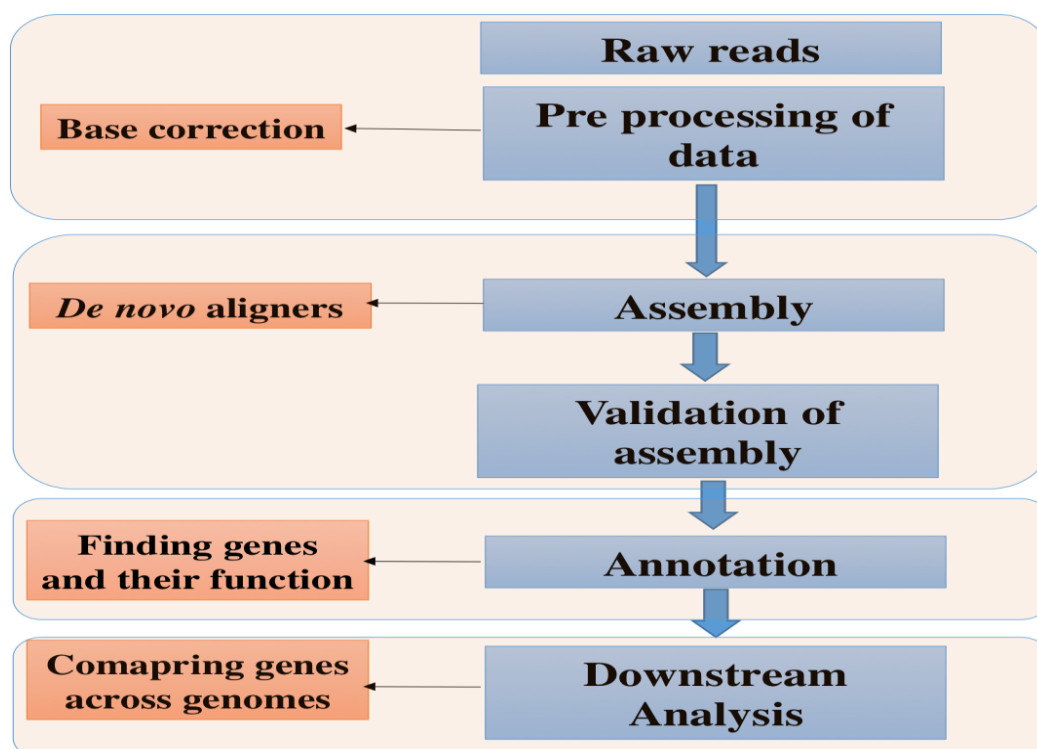 Raw reads
Base correction
Pre processing of
data
De novo aligners
Assembly
Validation of
assembly
Finding genes
and their function
Annotation
Comapring genes
across genomes
Downstream
Analysis